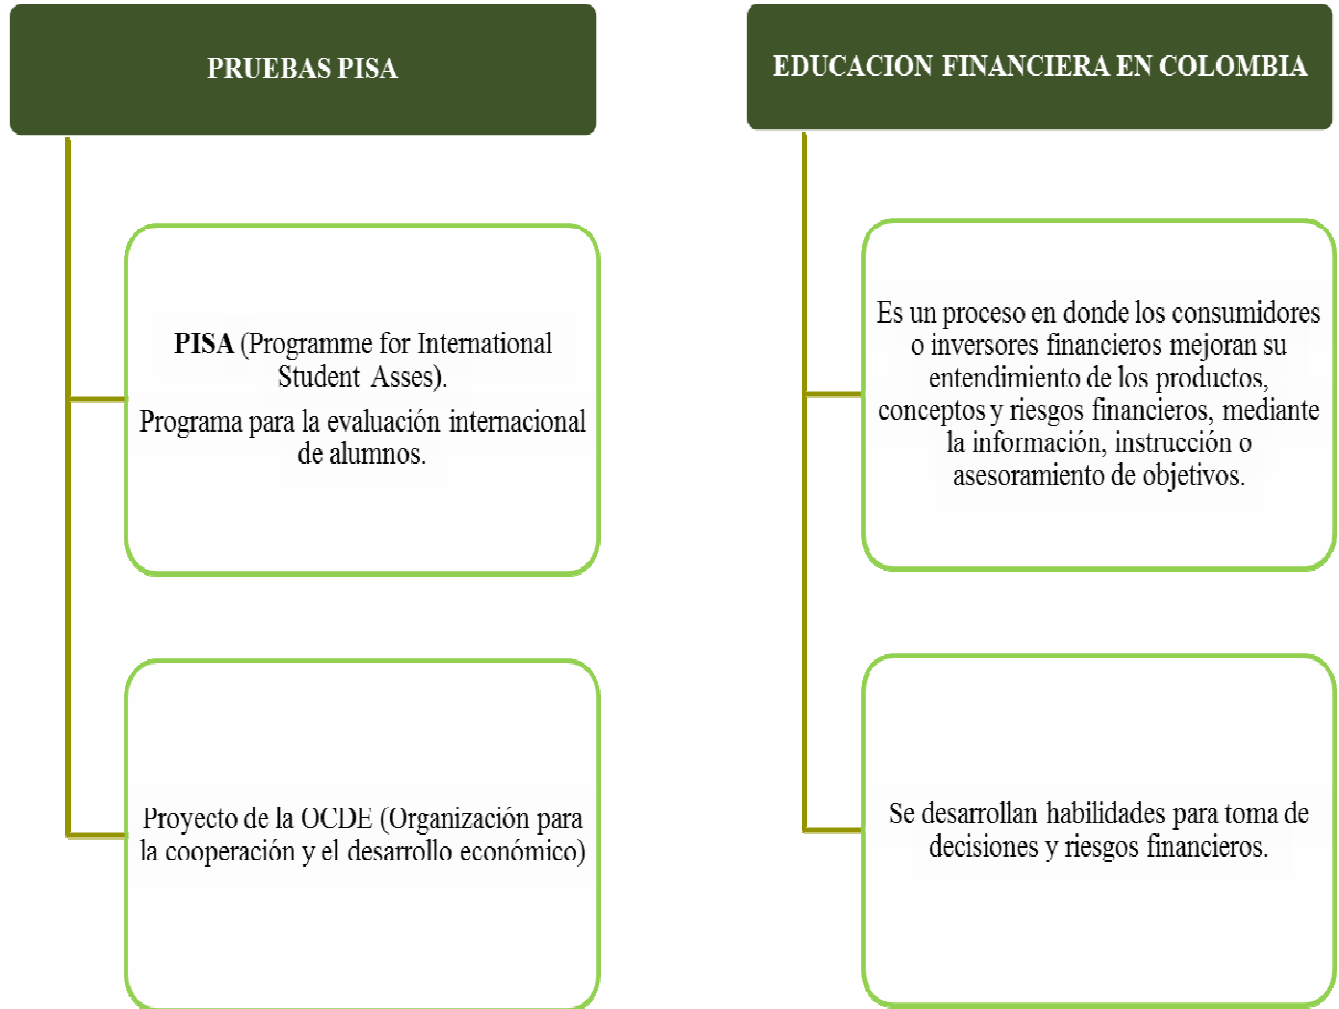 PRUEBAS PISA
PISA (Programme for International
Student Asses).
Programa para la evaluación internacional
de alumnos.
Proyecto de la OCDE (Organización para
la cooperación y el desarrollo económico)
EDUCACION FINANCIERA EN COLOMBIA
Es un proceso en donde los consumidores
o inversores financieros mejoran su
entendimiento de los productos,
conceptos y riesgos financieros, mediante
la información, instrucción o
asesoramiento de objetivos.
Se desarrollan habilidades para toma de
decisiones y riesgos financieros.